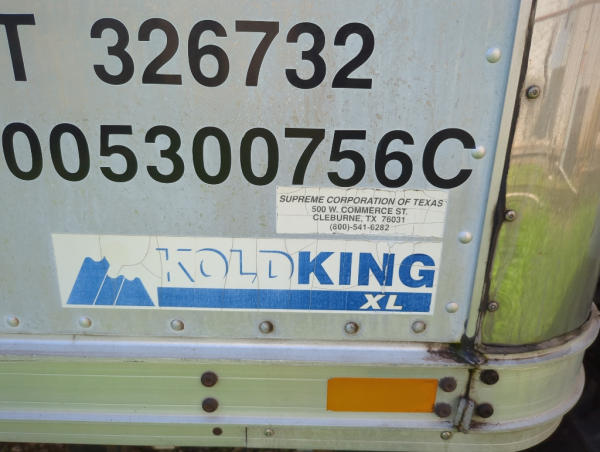 T 326732
005300756C
SUPREME CORPORATION OF TEXAS
500 W. COMMERCE ST.
CLEBURNE, TX 76031
(800)-541-6282
KOLDKING
XL